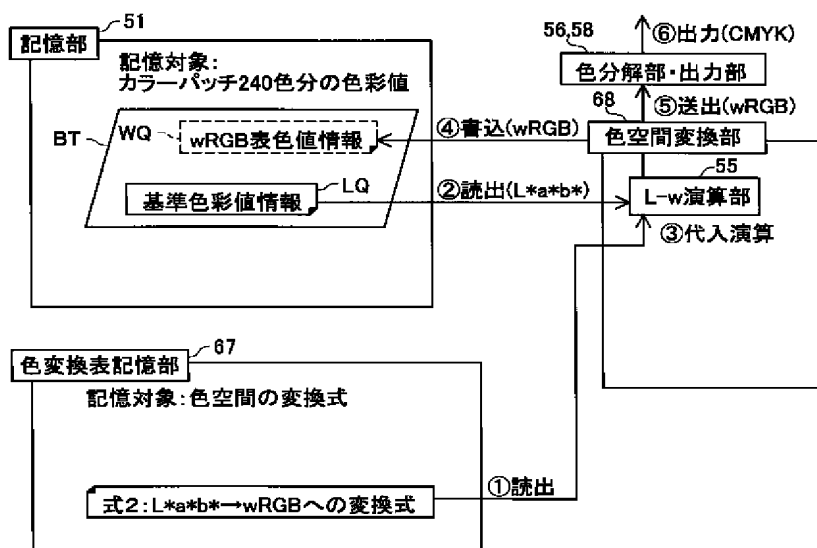 51
記憶部
記憶対象:
カラーパッチ240色分の色彩値
BT
WQ
wRGB表色値情報
LQ
基準色彩値情報
④書込(wRGB)
②読出(L*a*b*)
56,58
⑥出力(CMYK)
色分解部・出力部
68
⑤送出(wRGB)
色空間変換部
55
L-w演算部
③代入演算
67
色変換表記憶部
記憶対象:色空間の変換式
式2:L*a*b*→wRGBへの変換式
①読出